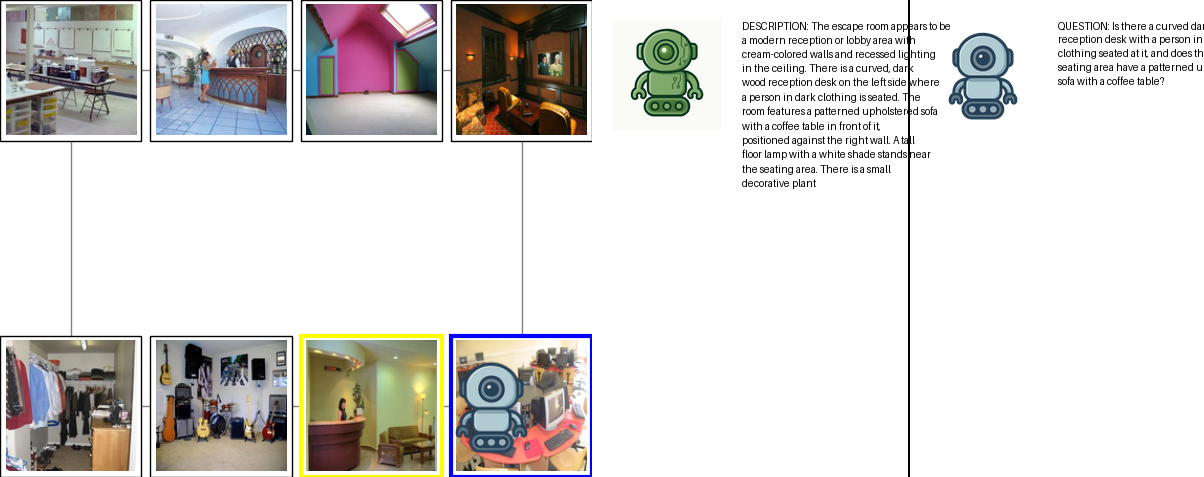 DESCRIPTION: The escape room appears to be
a modern reception or lobby area with
cream-colored walls and recessed lighting
in the ceiling. There is a curved, dark
wood reception desk on the left side where
a person in dark clothing is seated. The
room features a patterned upholstered sofa
with a coffee table in front of it,
positioned against the right wall. A tall
floor lamp with a white shade stands near
the seating area. There is a small
decorative plant
QUESTION: Is there a curved dar
reception desk with a person in
clothing seated at it, and does th
seating area have a patterned u
sofa with a coffee table?